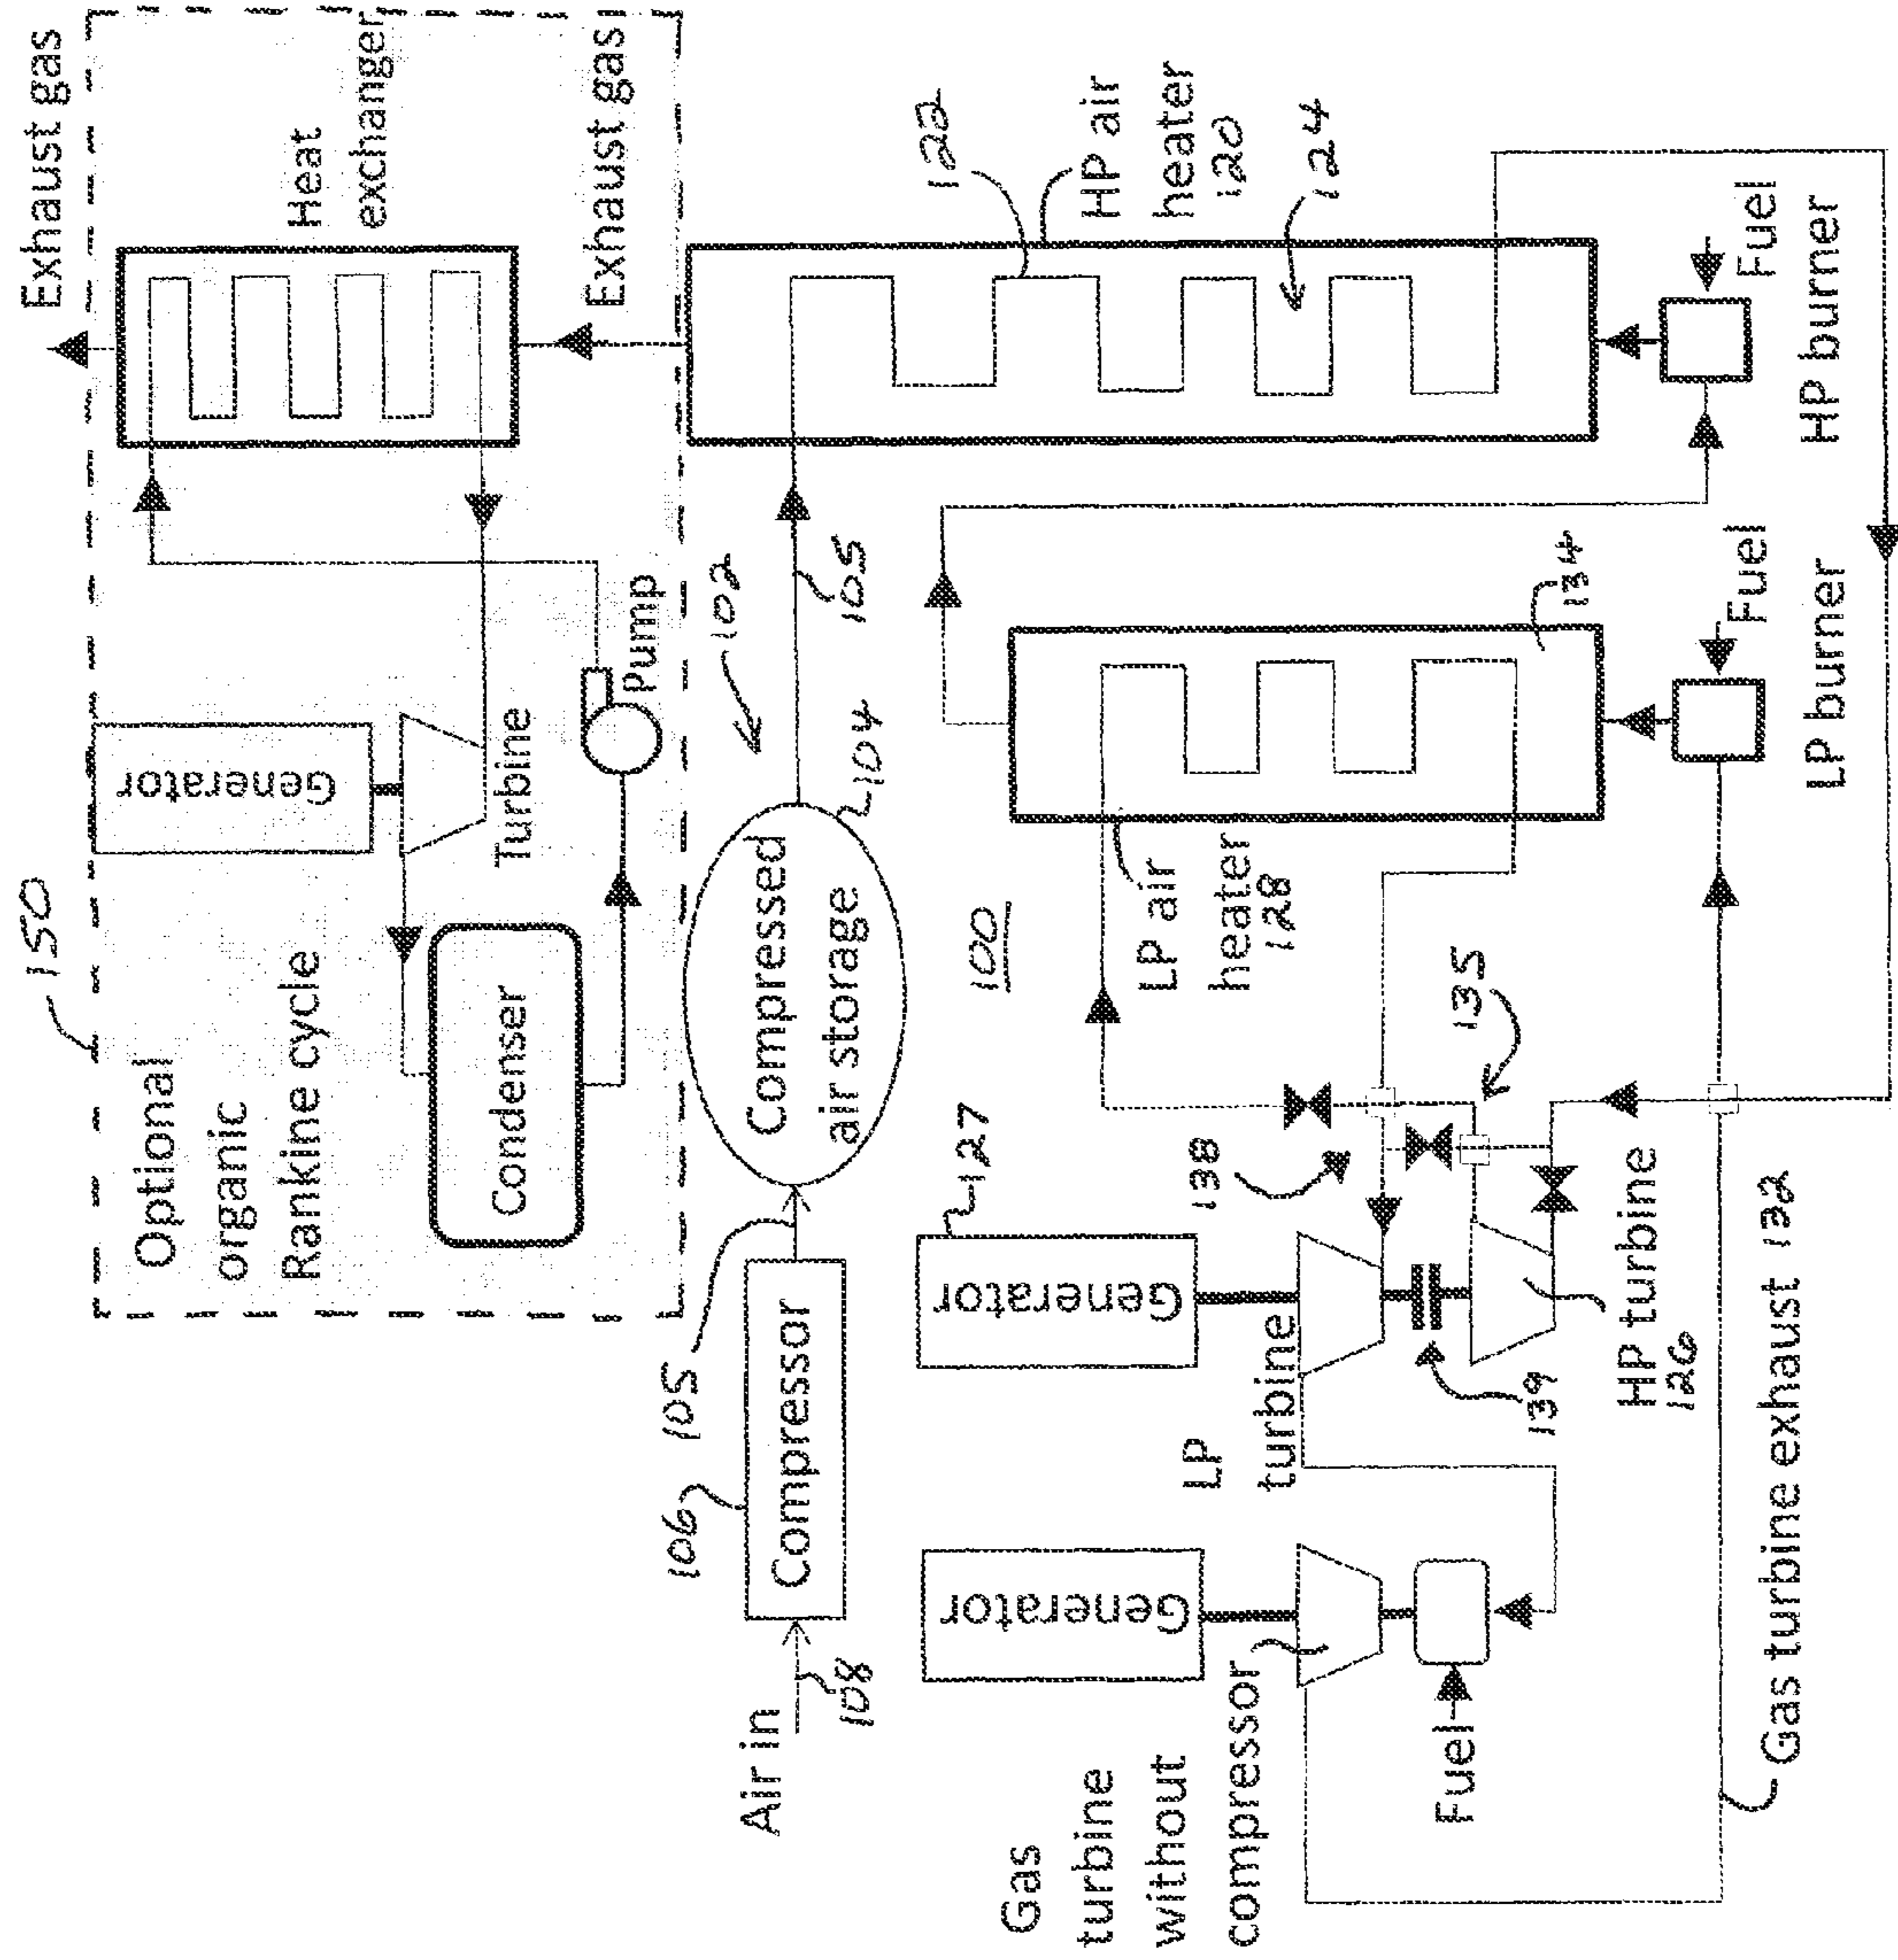 150
Optional
organic
Rankine cycle
Generator
Turbine
Condenser
Pump
Heat
exchanger
Exhaust gas
Exhaust gas
Air in
108
106
Compressor
105
Compressed
air storage
104
102
105
122
HP air
heater
120
124
100
Gas
turbine
without
compressor
Generator
Fuel
LP
turbine
Generator
127
138
139
HP turbine
126
135
LP air
heater
128
134
Fuel
LP burner
Fuel
HP burner
Gas turbine exhaust 132